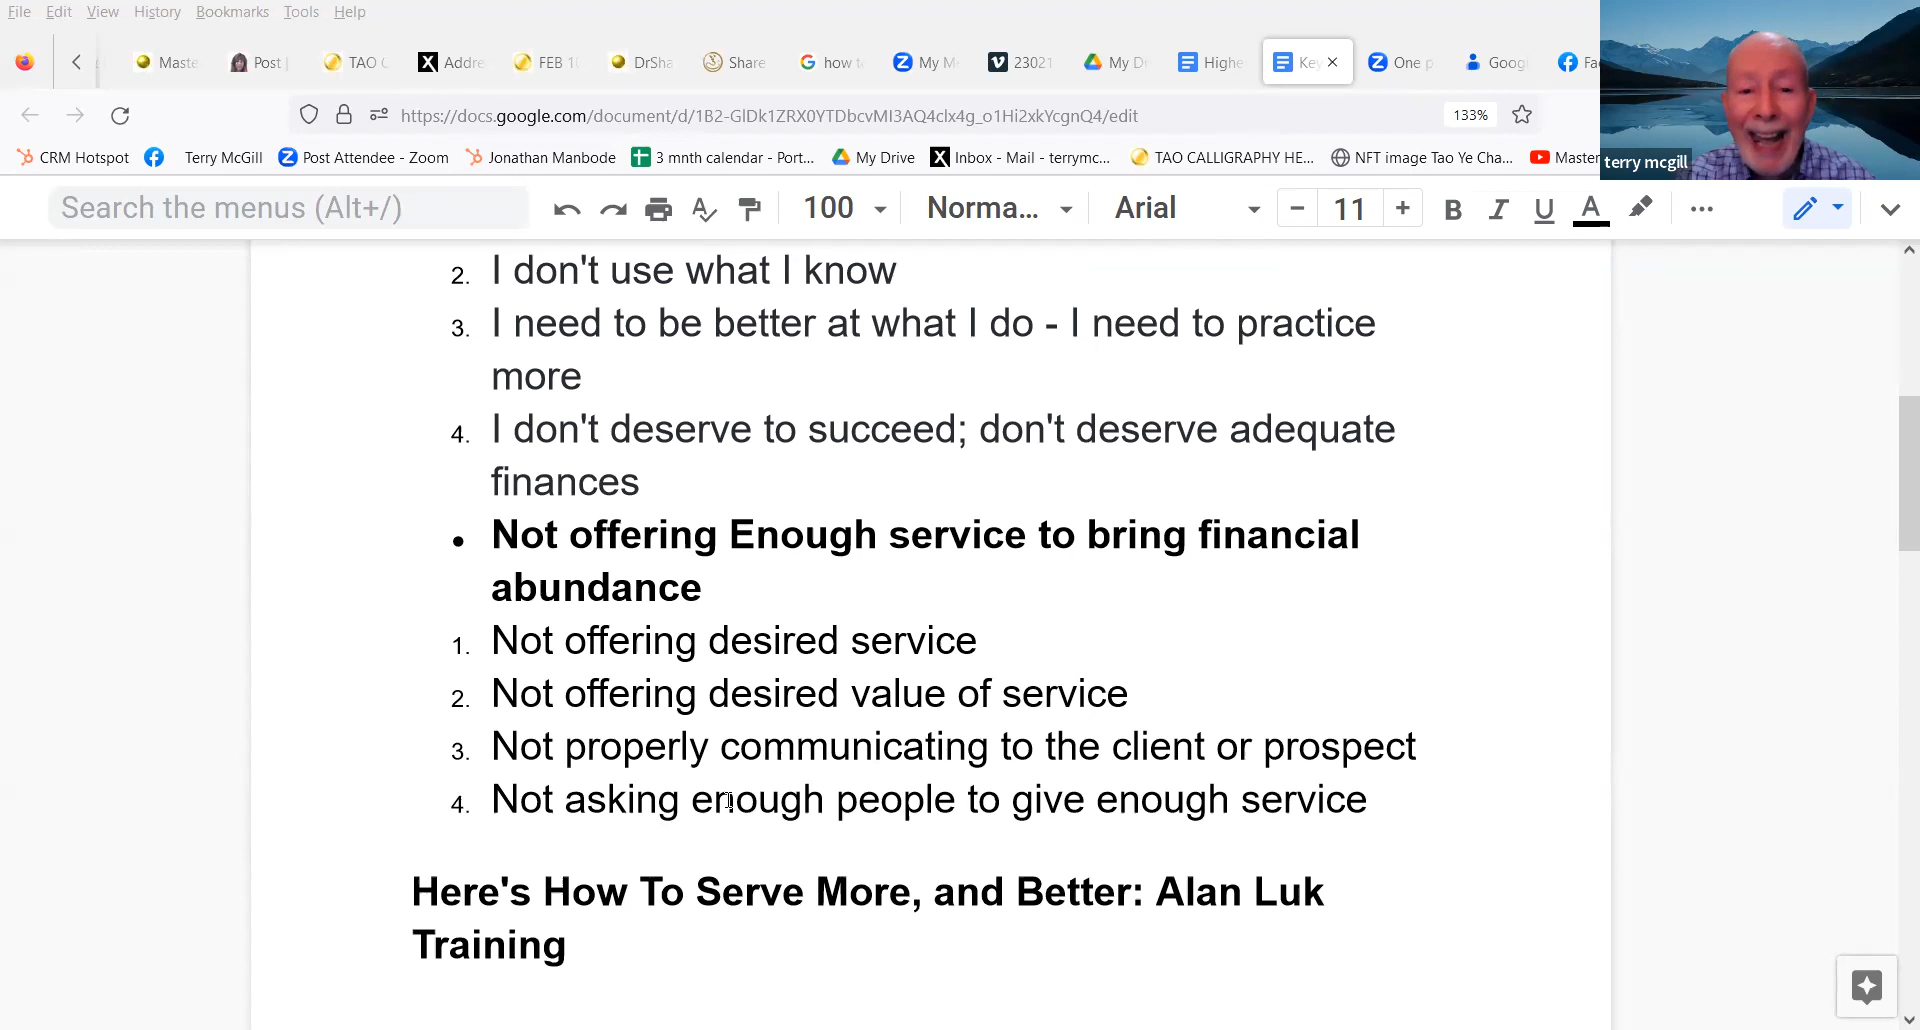 File Edit View History Bookmarks Tools Help
Maste Post TAO C Addre FEB 10 DrSha Share how t My M 23021 My D Highe Key One p Goog Fa
https://docs.google.com/document/d/1B2-GlDk1ZRX0YTDbcvMI3AQ4clx4g_o1Hi2xkYcgnQ4/edit 133%
CRM Hotspot Terry McGill Post Attendee - Zoom Jonathan Manbode 3 mnth calendar - Port... My Drive Inbox - Mail - terrymc... TAO CALLIGRAPHY HE... NFT image Tao Ye Cha... Master
terry mcgill
Search the menus (Alt+/) 100 Norma... Arial 11 B I U A
2. I don't use what I know
3. I need to be better at what I do - I need to practice
more
4. I don't deserve to succeed; don't deserve adequate
finances
● Not offering Enough service to bring financial
abundance
1. Not offering desired service
2. Not offering desired value of service
3. Not properly communicating to the client or prospect
4. Not asking enough people to give enough service
Here's How To Serve More, and Better: Alan Luk
Training